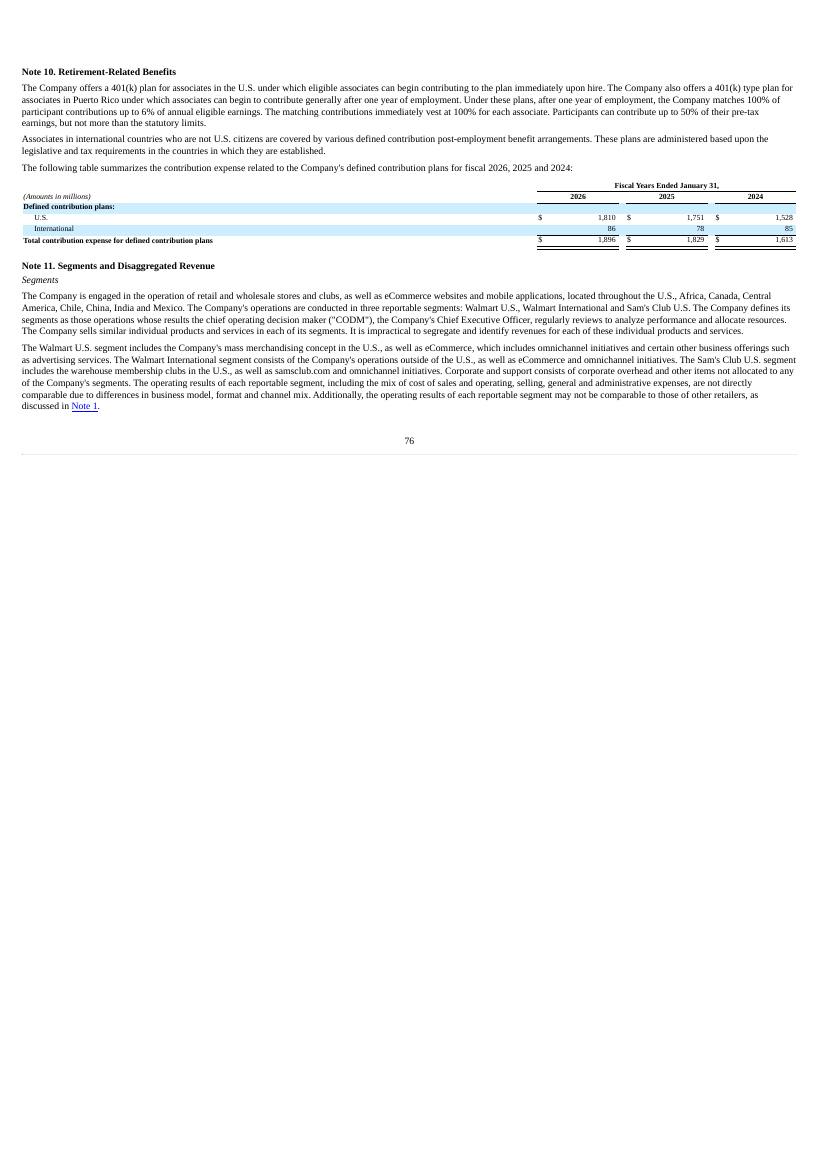 Note 10. Retirement-Related Benefits
The Company offers a 401(k) plan for associates in the U.S. under which eligible associates can begin contributing to the plan immediately upon hire. The Company also offers a 401(k) type plan for
associates in Puerto Rico under which associates can begin to contribute generally after one year of employment. Under these plans, after one year of employment, the Company matches 100% of
participant contributions up to 6% of annual eligible earnings. The matching contributions immediately vest at 100% for each associate. Participants can contribute up to 50% of their pre-tax
earnings, but not more than the statutory limits.
Associates in international countries who are not U.S. citizens are covered by various defined contribution post-employment benefit arrangements. These plans are administered based upon the
legislative and tax requirements in the countries in which they are established.
The following table summarizes the contribution expense related to the Company's defined contribution plans for fiscal 2026, 2025 and 2024:
Fiscal Years Ended January 31,
(Amounts in millions) 2026 2025 2024
Defined contribution plans:
U.S. $ 1,810 $ 1,751 $ 1,528
International 86 78 85
Total contribution expense for defined contribution plans $ 1,896 $ 1,829 $ 1,613
Note 11. Segments and Disaggregated Revenue
Segments
The Company is engaged in the operation of retail and wholesale stores and clubs, as well as eCommerce websites and mobile applications, located throughout the U.S., Africa, Canada, Central
America, Chile, China, India and Mexico. The Company's operations are conducted in three reportable segments: Walmart U.S., Walmart International and Sam's Club U.S. The Company defines its
segments as those operations whose results the chief operating decision maker ("CODM"), the Company's Chief Executive Officer, regularly reviews to analyze performance and allocate resources.
The Company sells similar individual products and services in each of its segments. It is impractical to segregate and identify revenues for each of these individual products and services.
The Walmart U.S. segment includes the Company's mass merchandising concept in the U.S., as well as eCommerce, which includes omnichannel initiatives and certain other business offerings such
as advertising services. The Walmart International segment consists of the Company's operations outside of the U.S., as well as eCommerce and omnichannel initiatives. The Sam's Club U.S. segment
includes the warehouse membership clubs in the U.S., as well as samsclub.com and omnichannel initiatives. Corporate and support consists of corporate overhead and other items not allocated to any
of the Company's segments. The operating results of each reportable segment, including the mix of cost of sales and operating, selling, general and administrative expenses, are not directly
comparable due to differences in business model, format and channel mix. Additionally, the operating results of each reportable segment may not be comparable to those of other retailers, as
discussed in Note 1.
76